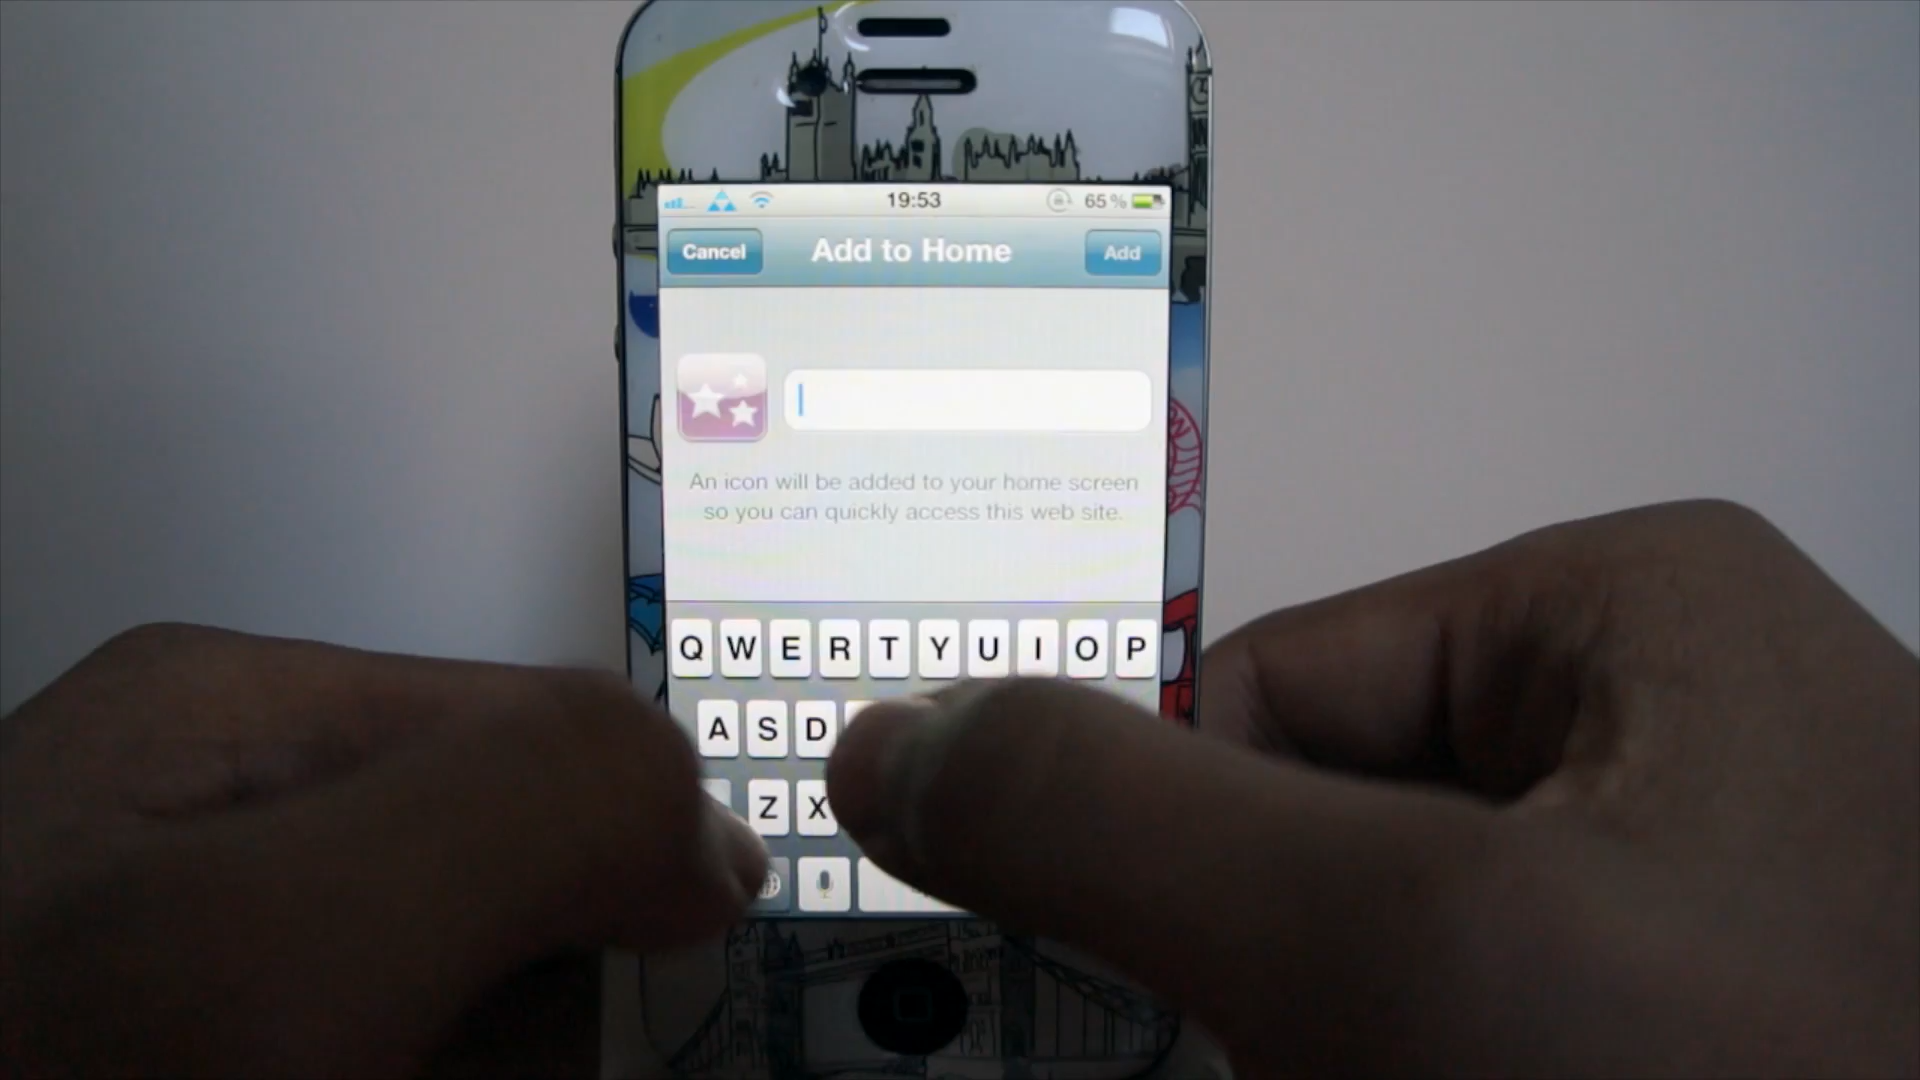 19:53
65%
Cancel
Add to Home
Add
An icon will be added to your home screen
so you can quickly access this web site.
Q W E R T Y U I O P
A S D
Z X